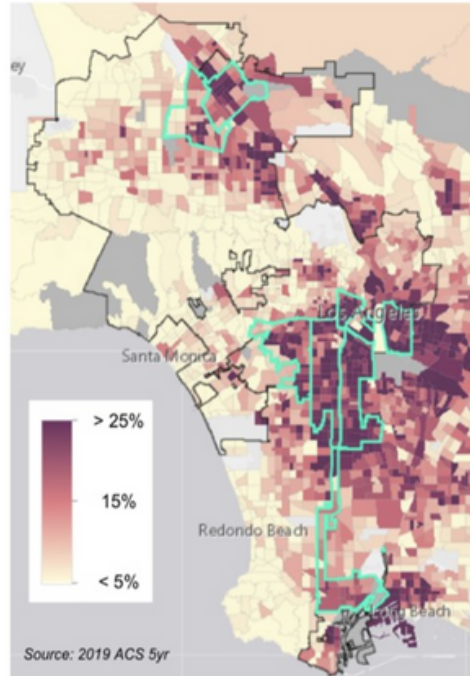 ey
Los Angeles
Santa Monica
> 25%
15%
< 5%
Redondo Beach
Long Beach
Source: 2019 ACS 5yr